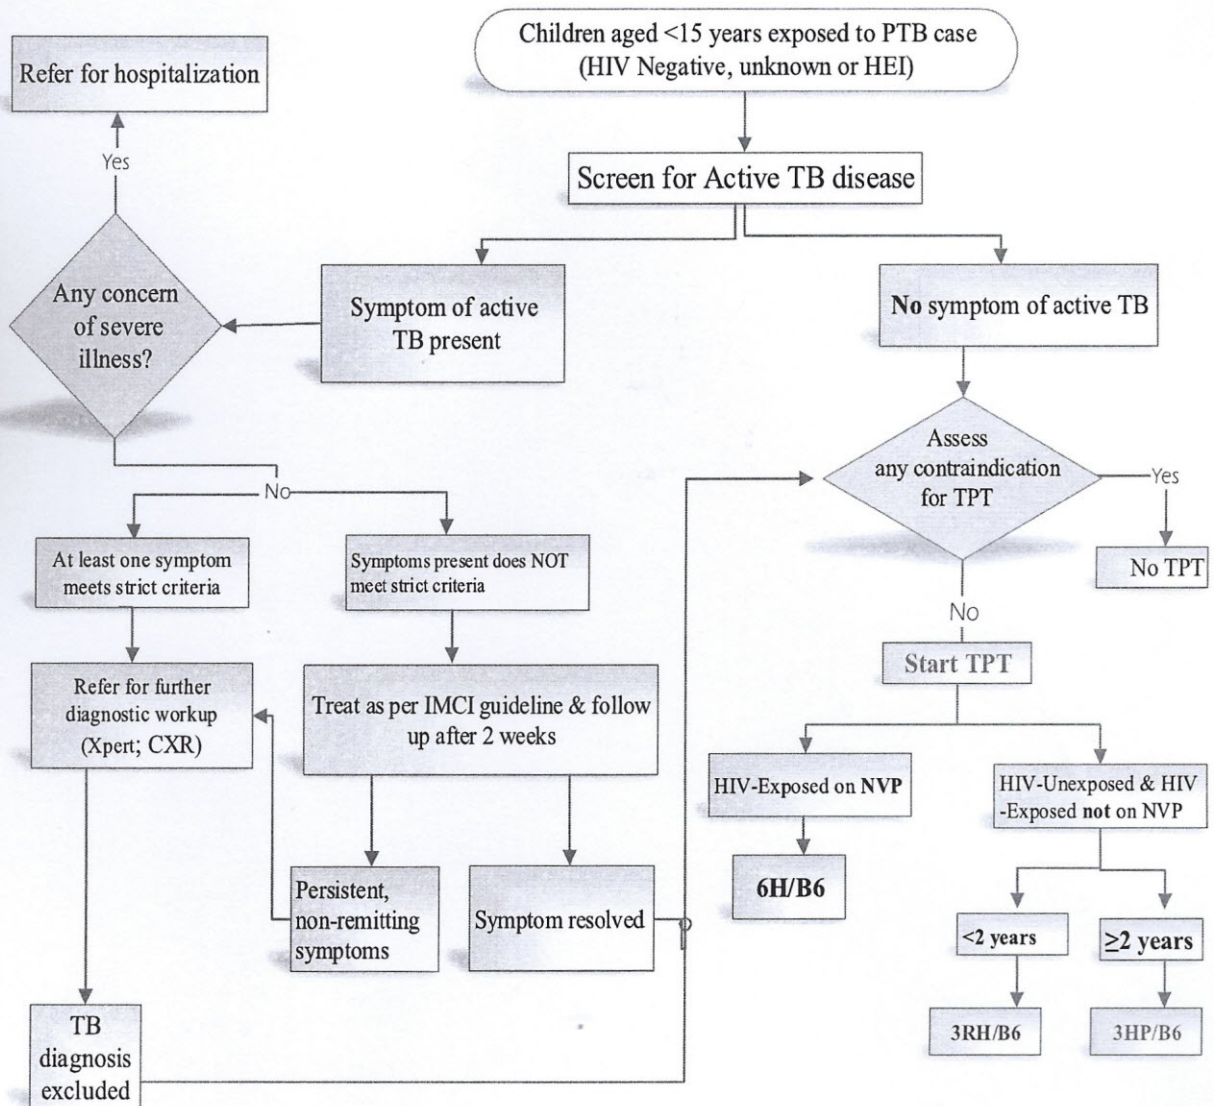 Children aged <15 years exposed to PTB case
(HIV Negative, unknown or HEI)
Refer for hospitalization
Yes
Screen for Active TB disease
Any concern
of severe
illness?
Symptom of active
TB present
No symptom of active TB
Assess
any contraindication
for TPT
Yes
No TPT
No
At least one symptom
meets strict criteria
Symptoms present does NOT
meet strict criteria
No
Start TPT
Refer for further
diagnostic workup
(Xpert; CXR)
Treat as per IMCI guideline & follow
up after 2 weeks
HIV-Exposed on NVP
HIV-Unexposed & HIV
-Exposed not on NVP
6H/B6
Persistent,
non-remitting
symptoms
Symptom resolved
<2 years
≥2 years
3RH/B6
3HP/B6
TB
diagnosis
excluded